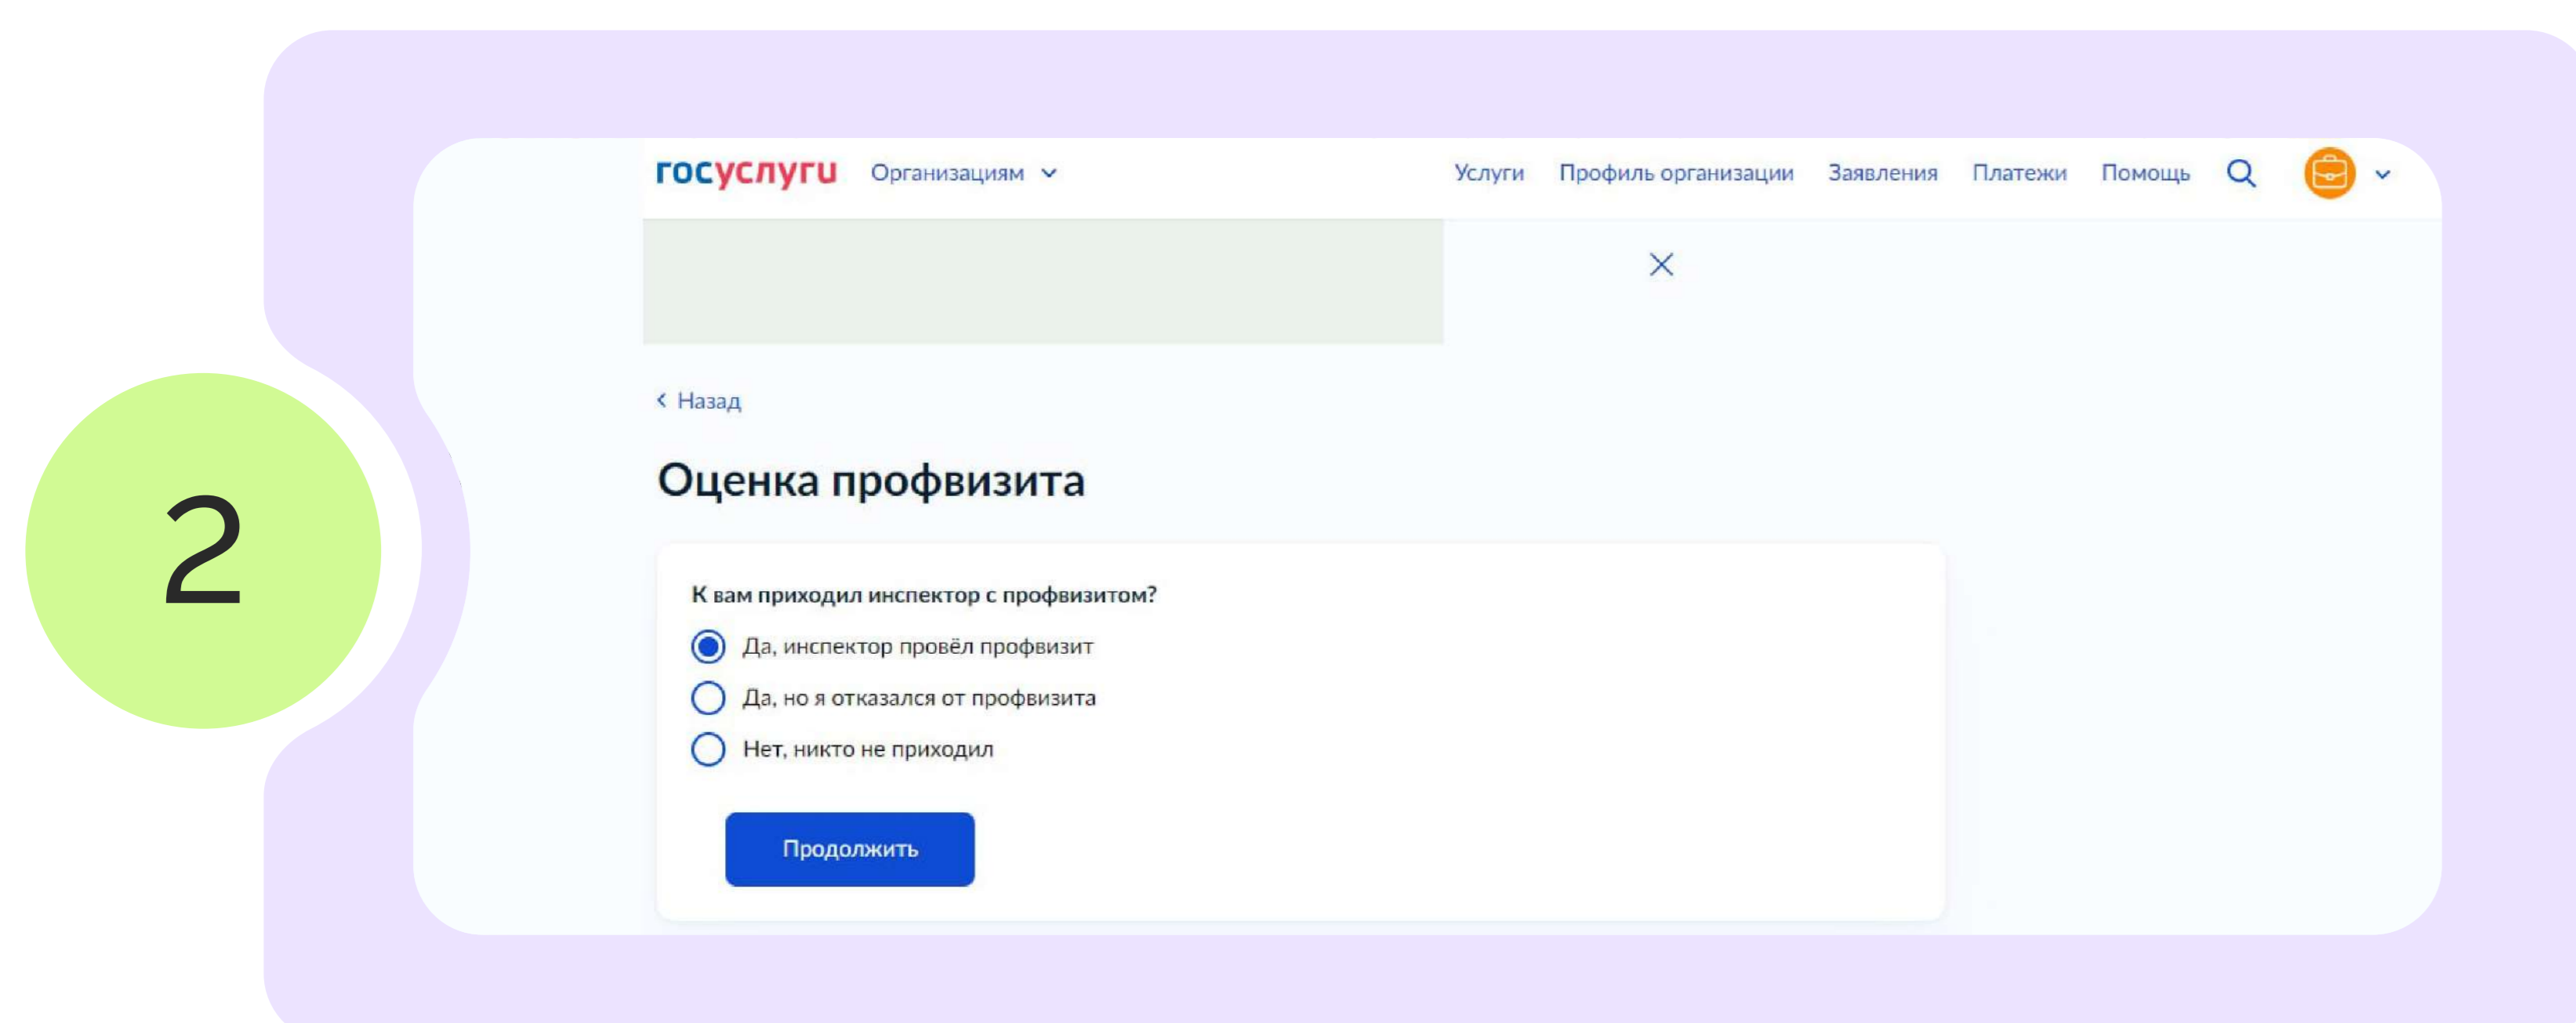 госуслуги Организациям Услуги Профиль организации Заявления Платежи Помощь
Назад
Оценка профвизита
2
К вам приходил инспектор с профвизитом?
Да, инспектор провёл профвизит
Да, но я отказался от профвизита
Нет, никто не приходил
Продолжить